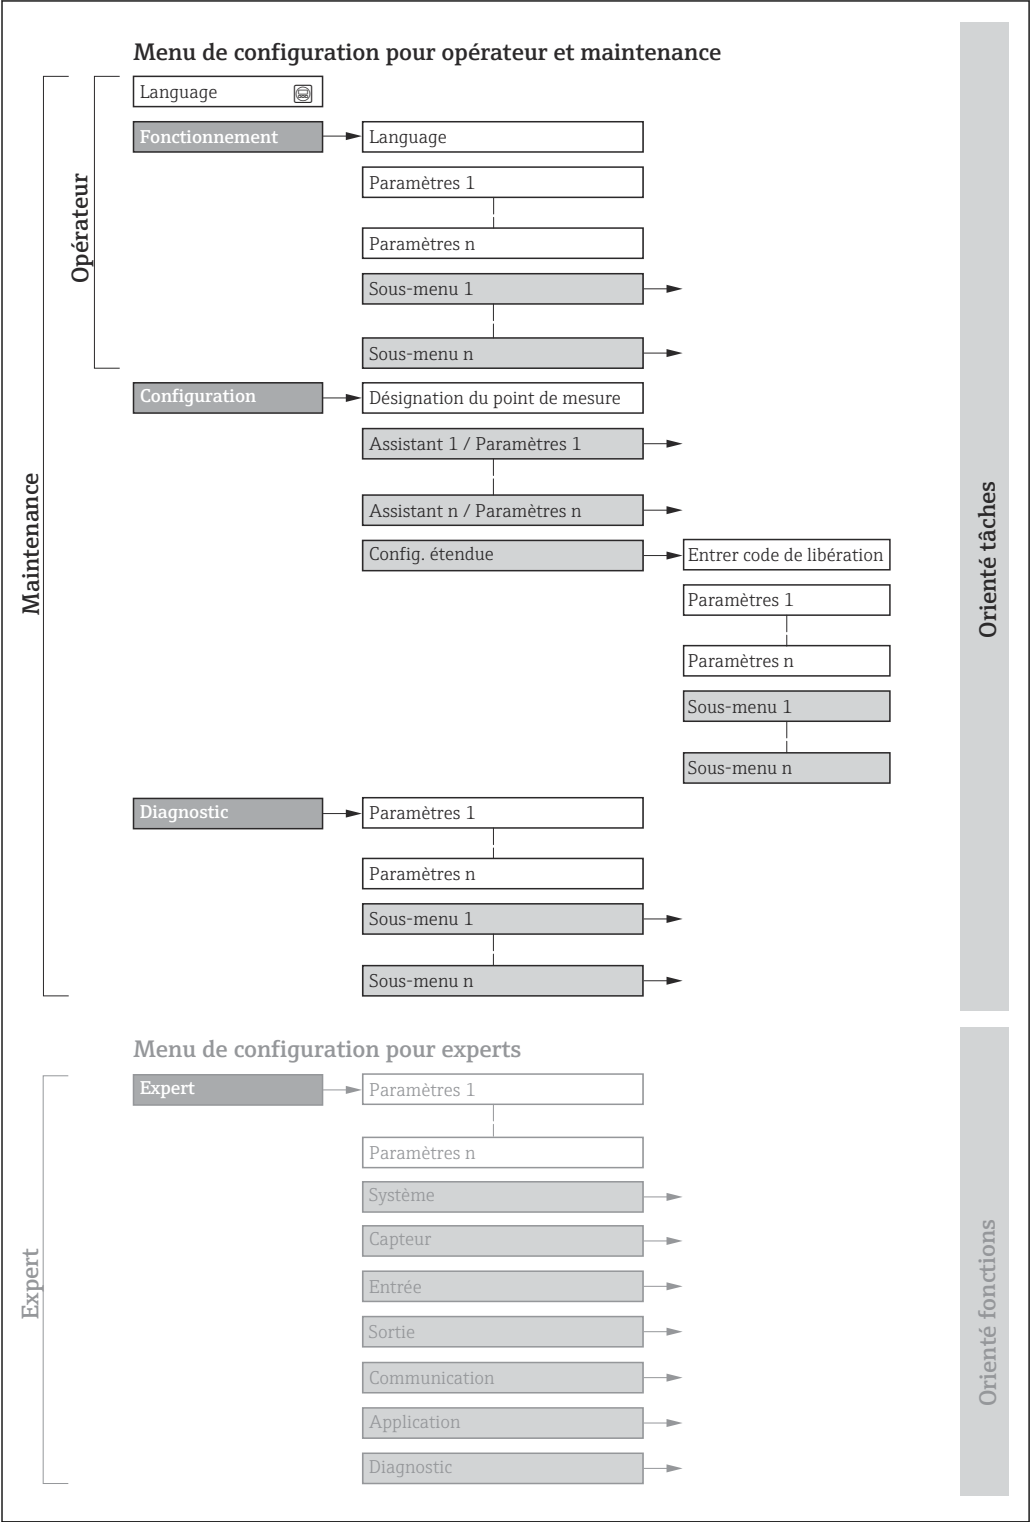 Menu de configuration pour opérateur et maintenance
Maintenance
Opérateur
Language
Fonctionnement
Language
Paramètres 1
Paramètres n
Sous-menu 1
Sous-menu n
Configuration
Désignation du point de mesure
Assistant 1 / Paramètres 1
Assistant n / Paramètres n
Config. étendue
Entrer code de libération
Paramètres 1
Paramètres n
Sous-menu 1
Sous-menu n
Diagnostic
Paramètres 1
Paramètres n
Sous-menu 1
Sous-menu n
Orienté tâches
Menu de configuration pour experts
Expert
Expert
Paramètres 1
Paramètres n
Système
Capteur
Entrée
Sortie
Communication
Application
Diagnostic
Orienté fonctions